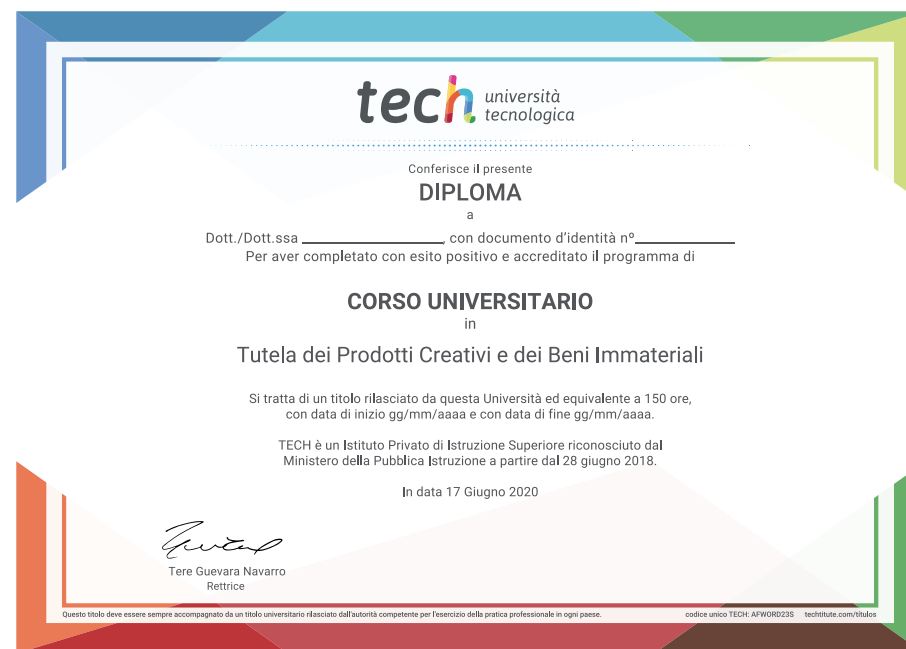 tech università
tecnologica
Conferisce il presente
DIPLOMA
a
Dott./Dott.ssa ____________________, con documento d'identità nº______________
Per aver completato con esito positivo e accreditato il programma di
CORSO UNIVERSITARIO
in
Tutela dei Prodotti Creativi e dei Beni Immateriali
Si tratta di un titolo rilasciato da questa Università ed equivalente a 150 ore,
con data di inizio gg/mm/aaaa e con data di fine gg/mm/aaaa.
TECH è un Istituto Privato di Istruzione Superiore riconosciuto dal
Ministero della Pubblica Istruzione a partire dal 28 giugno 2018.
In data 17 Giugno 2020
Tere Guevara Navarro
Rettrice
Questo titolo deve essere sempre accompagnato da un titolo universitario rilasciato dall'autorità competente per l'esercizio della pratica professionale in ogni paese. codice unico TECH: AFWORD23S techtitute.com/títulos